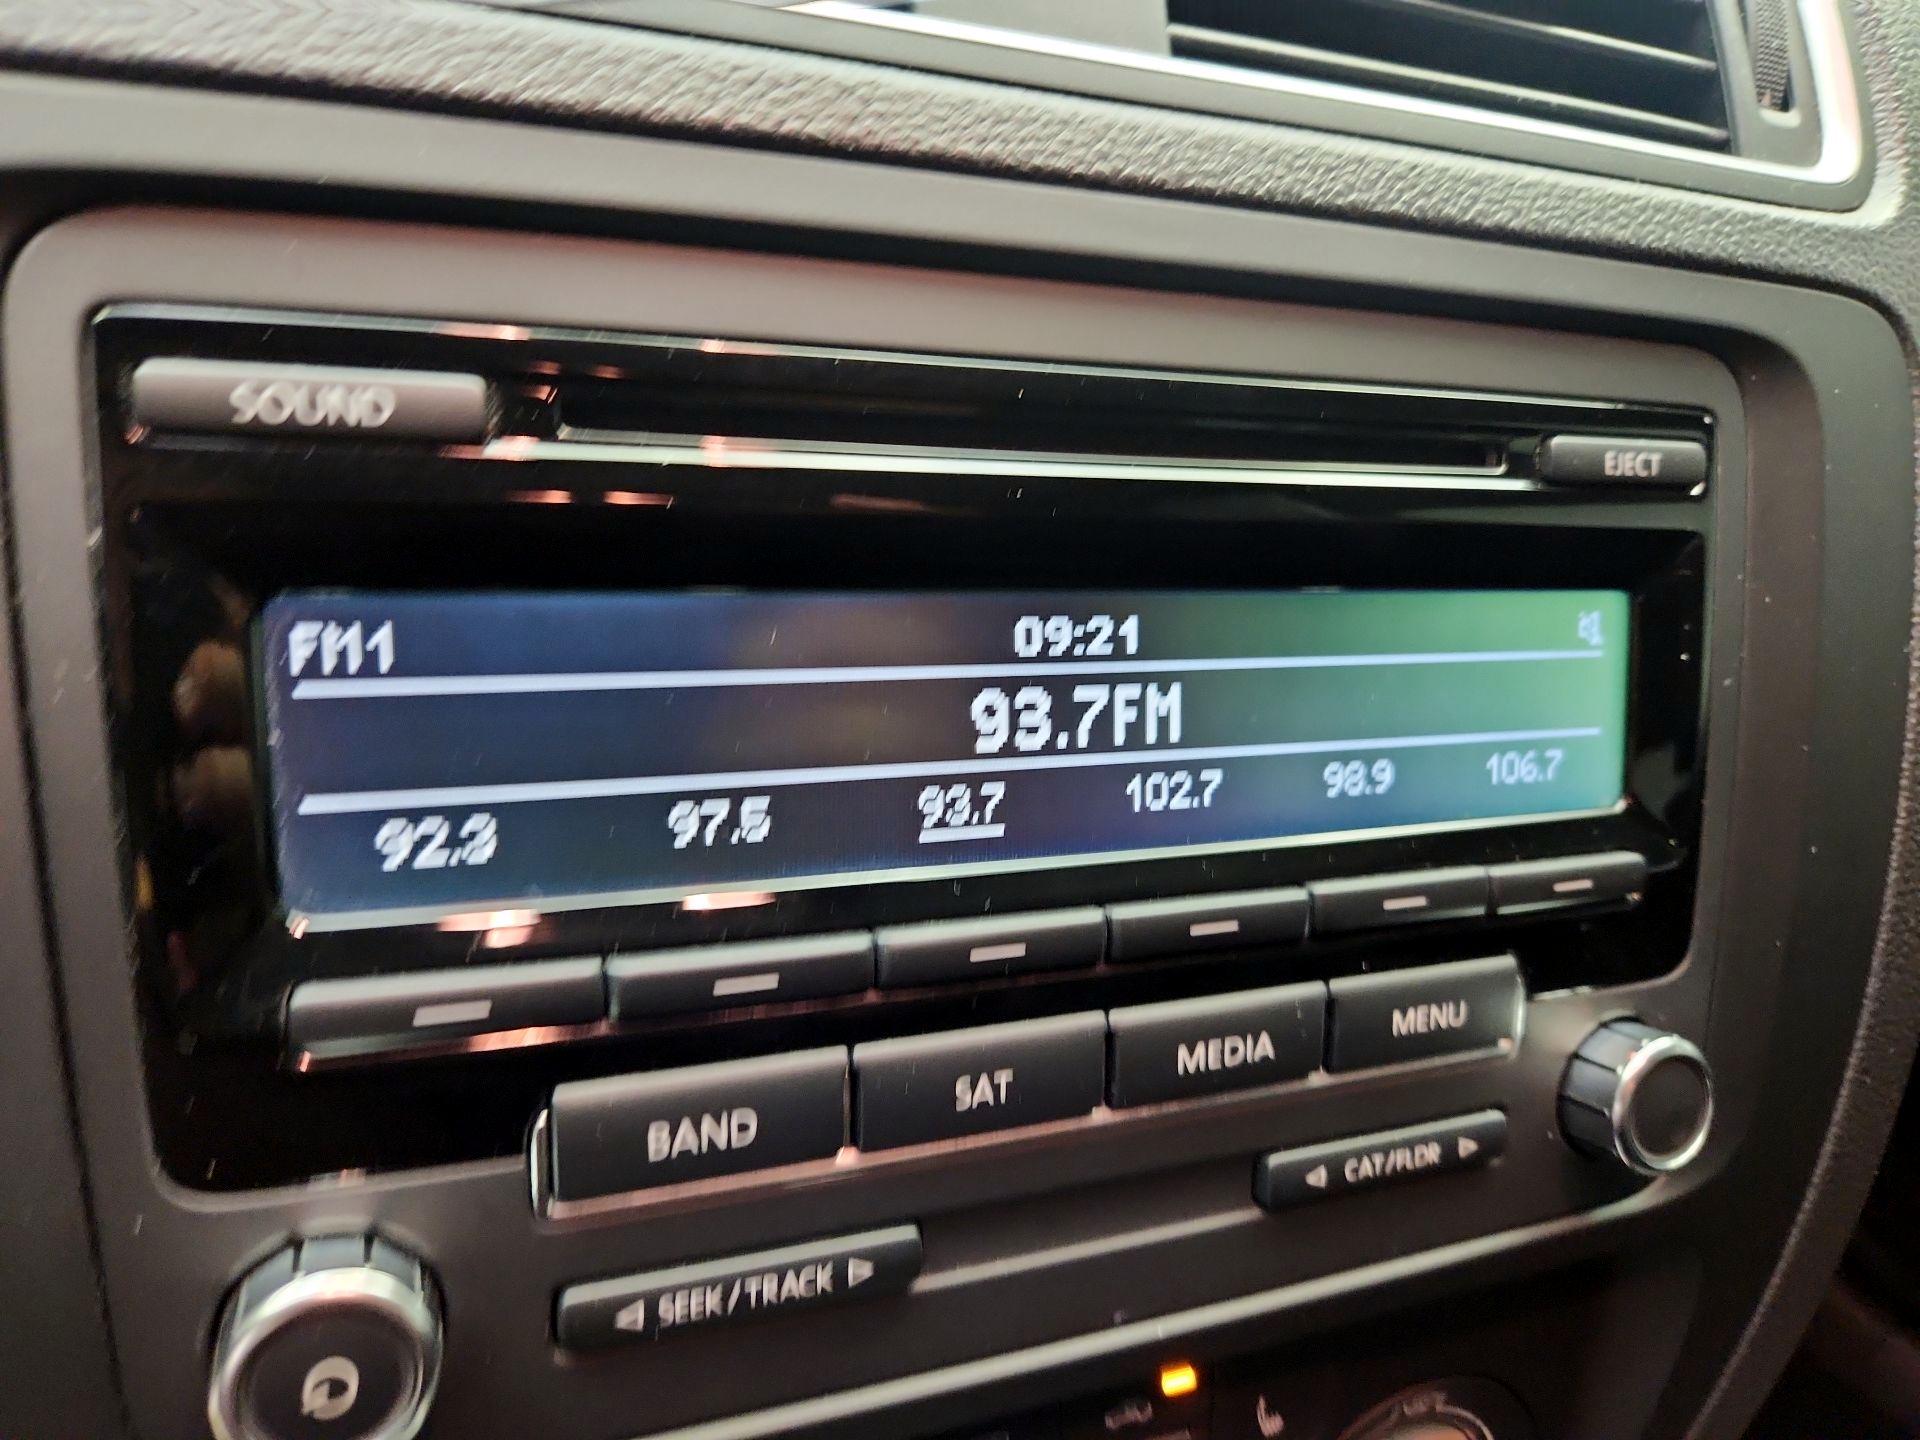 SOUND
EJECT
FM1 09:21
93.7FM
92.3 97.5 93.7 102.7 98.9 106.7
BAND SAT MEDIA MENU
CAT/FLDR
SEEK/TRACK